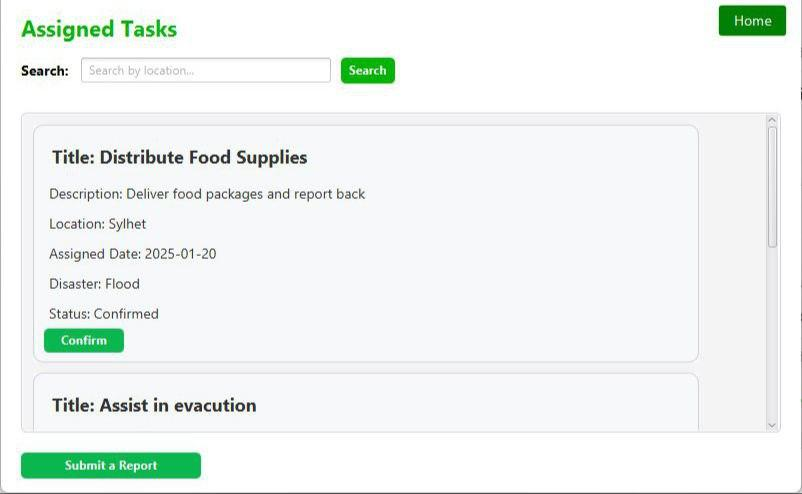 Assigned Tasks
Home
Search:
Search by location...
Search
Title: Distribute Food Supplies
Description: Deliver food packages and report back
Location: Sylhet
Assigned Date: 2025-01-20
Disaster: Flood
Status: Confirmed
Confirm
Title: Assist in evacution
Submit a Report